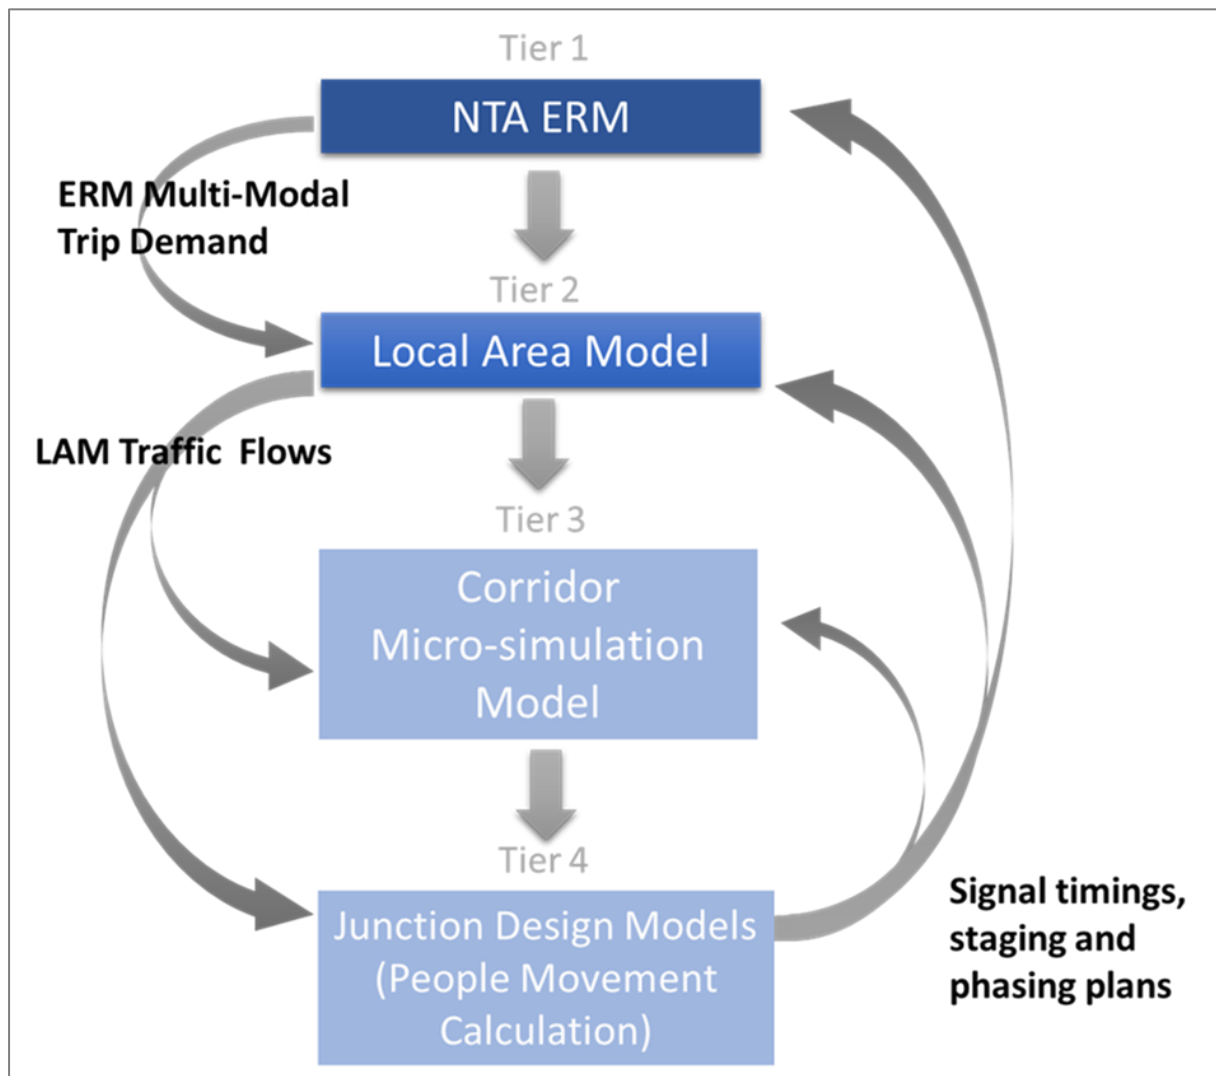 Tier 1
NTA ERM
ERM Multi-Modal
Trip Demand
Tier 2
Local Area Model
LAM Traffic  Flows
Tier 3
Corridor
Micro-simulation
Model
Tier 4
Junction Design Models
(People Movement
Calculation)
Signal timings,
staging and
phasing plans